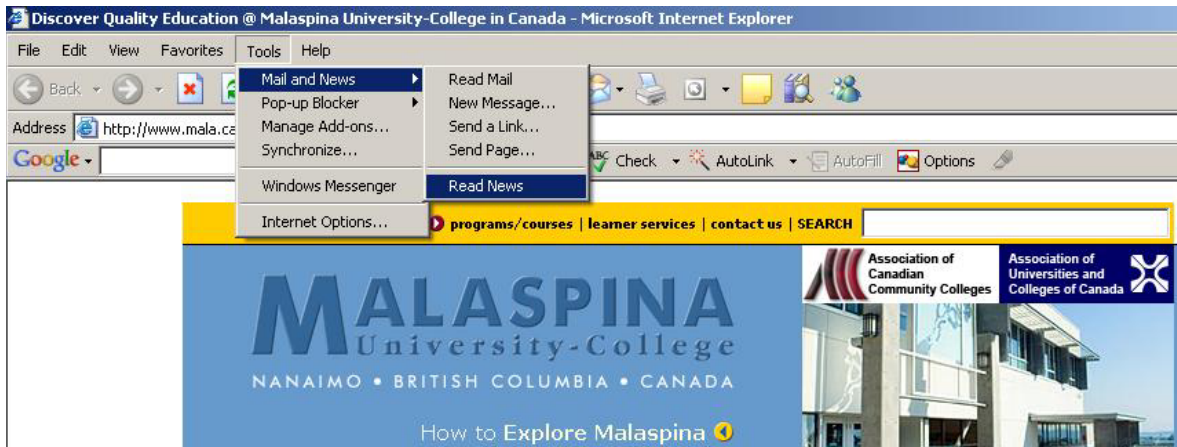 Discover Quality Education @ Malaspina University-College in Canada - Microsoft Internet Explorer
File Edit View Favorites Tools Help
Back
Mail and News
Pop-up Blocker
Manage Add-ons...
Synchronize...
Windows Messenger
Internet Options...
Read Mail
New Message...
Send a Link...
Send Page...
Read News
Address http://www.mala.ca
Google
ABC Check AutoLink AutoFill Options
programs/courses | learner services | contact us | SEARCH
MALASPINA
University-College
NANAIMO • BRITISH COLUMBIA • CANADA
How to Explore Malaspina
Association of
Canadian
Community Colleges
Association of
Universities and
Colleges of Canada